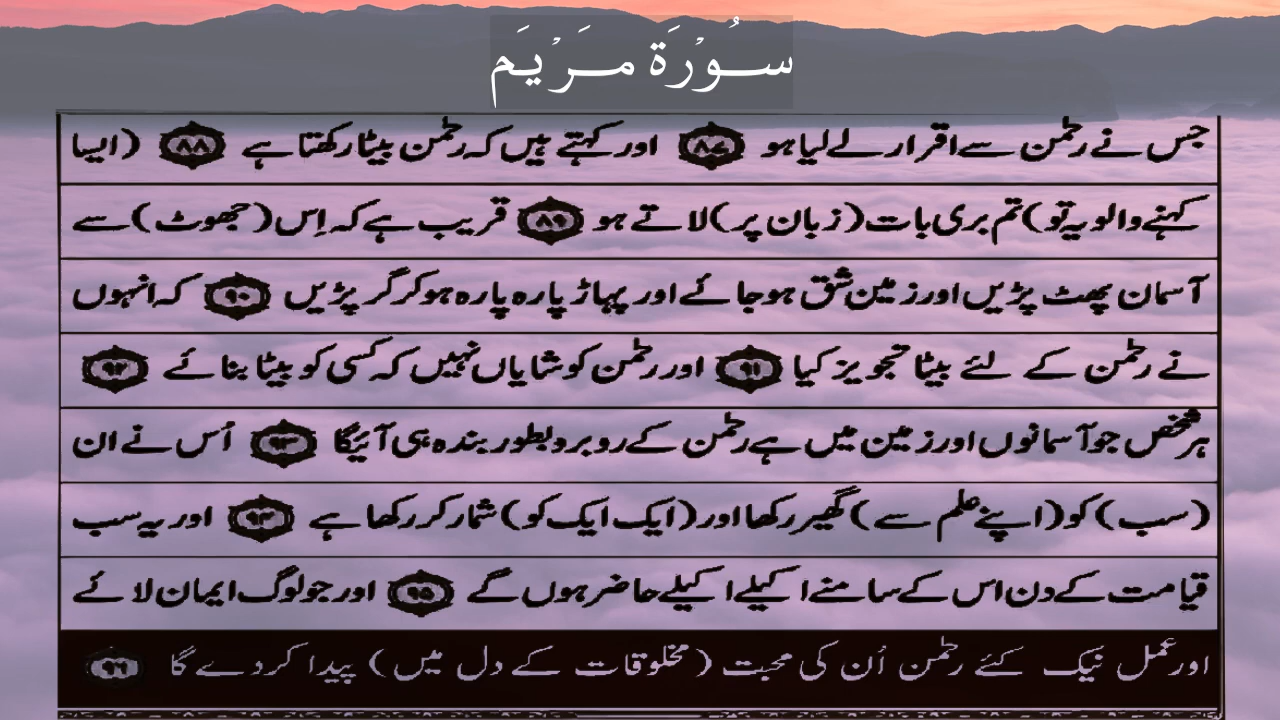 سُوْرَة مَرْيَم
جس نے رحمٰن سے اقرار لے لیا ہو ۸۷ اور کہتے ہیں کہ رحمٰن بیٹا رکھتا ہے ۸۸ (ایسا
کہنے والو یہ تو) تم بری بات (زبان پر) لاتے ہو ۸۹ قریب ہے کہ اِس (جھوٹ) سے
آسمان پھٹ پڑیں اور زمین شق ہو جائے اور پہاڑ پارہ پارہ ہو کر گر پڑیں ۹۰ کہ انہوں
نے رحمٰن کے لئے بیٹا تجویز کیا ۹۱ اور رحمٰن کو شایاں نہیں کہ کسی کو بیٹا بنائے ۹۲
ہر شخص جو آسمانوں اور زمین میں ہے رحمٰن کے روبرو بطور بندہ ہی آئیگا ۹۳ اُس نے ان
(سب) کو (اپنے علم سے) گھیر رکھا اور (ایک ایک کو) شمار کر رکھا ہے ۹۴ اور یہ سب
قیامت کے دن اس کے سامنے اکیلے اکیلے حاضر ہوں گے ۹۵ اور جو لوگ ایمان لائے
اور عمل نیک کئے رحمٰن اُن کی محبت (مخلوقات کے دل میں) پیدا کردے گا ۹۶